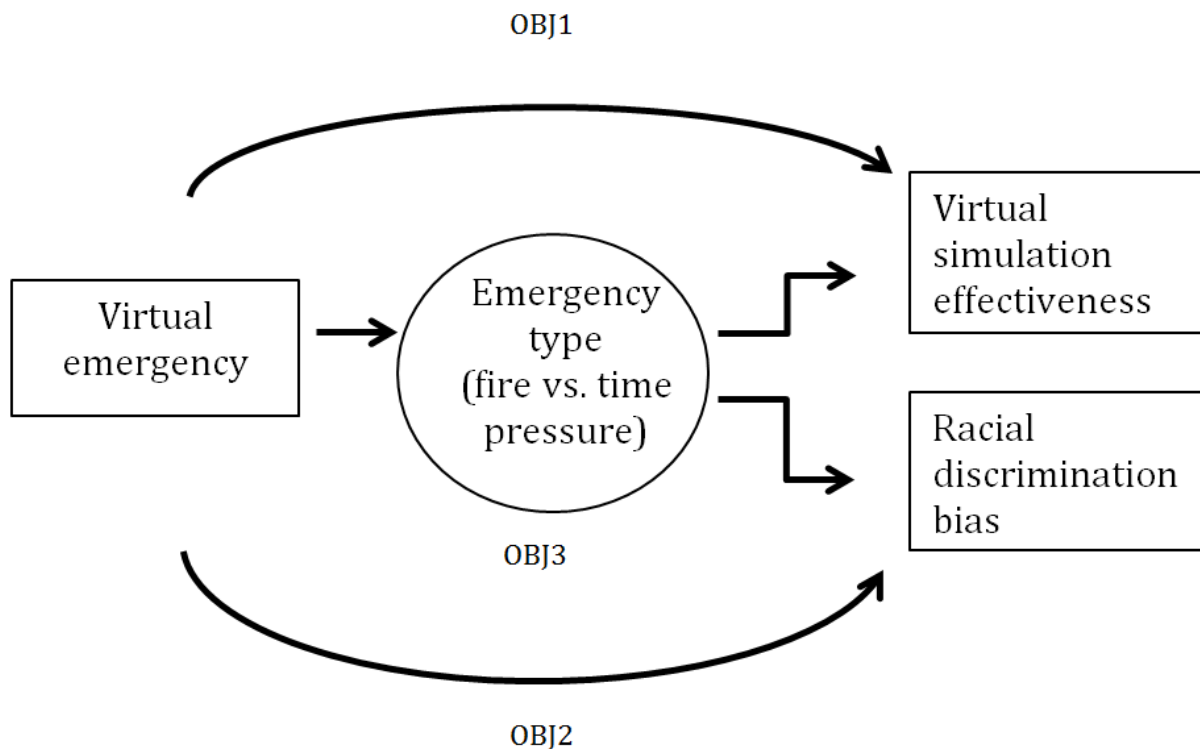 OBJ1
Virtual
emergency
Emergency
type
(fire vs. time
pressure)
OBJ3
Virtual
simulation
effectiveness
Racial
discrimination
bias
OBJ2